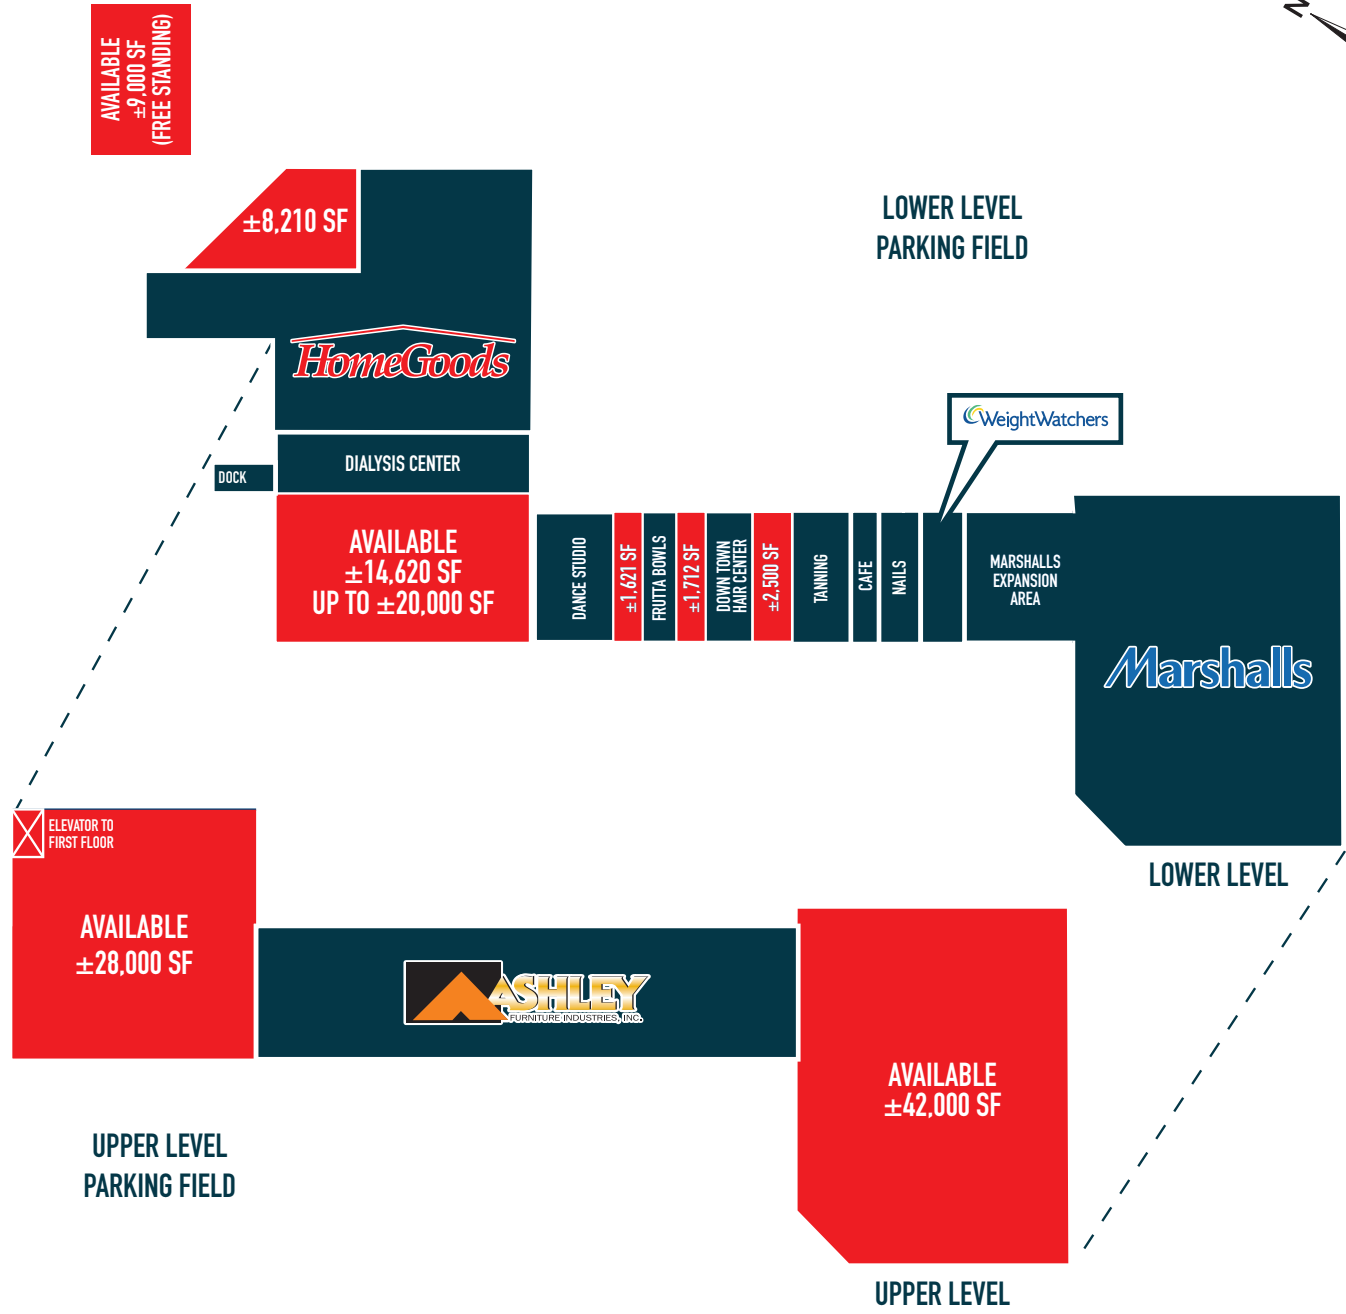 N
AVAILABLE
±9,000 SF
(FREE STANDING)
±8,210 SF
LOWER LEVEL
PARKING FIELD
HomeGoods
WeightWatchers
DIALYSIS CENTER
DOCK
AVAILABLE
±14,620 SF
UP TO ±20,000 SF
DANCE STUDIO
±1,621 SF
FRUTTA BOWLS
±1,712 SF
DOWN TOWN
HAIR CENTER
±2,500 SF
TANNING
CAFE
NAILS
MARSHALLS
EXPANSION
AREA
Marshalls
LOWER LEVEL
ELEVATOR TO
FIRST FLOOR
AVAILABLE
±28,000 SF
ASHLEY
FURNITURE INDUSTRIES, INC.
AVAILABLE
±42,000 SF
UPPER LEVEL
PARKING FIELD
UPPER LEVEL